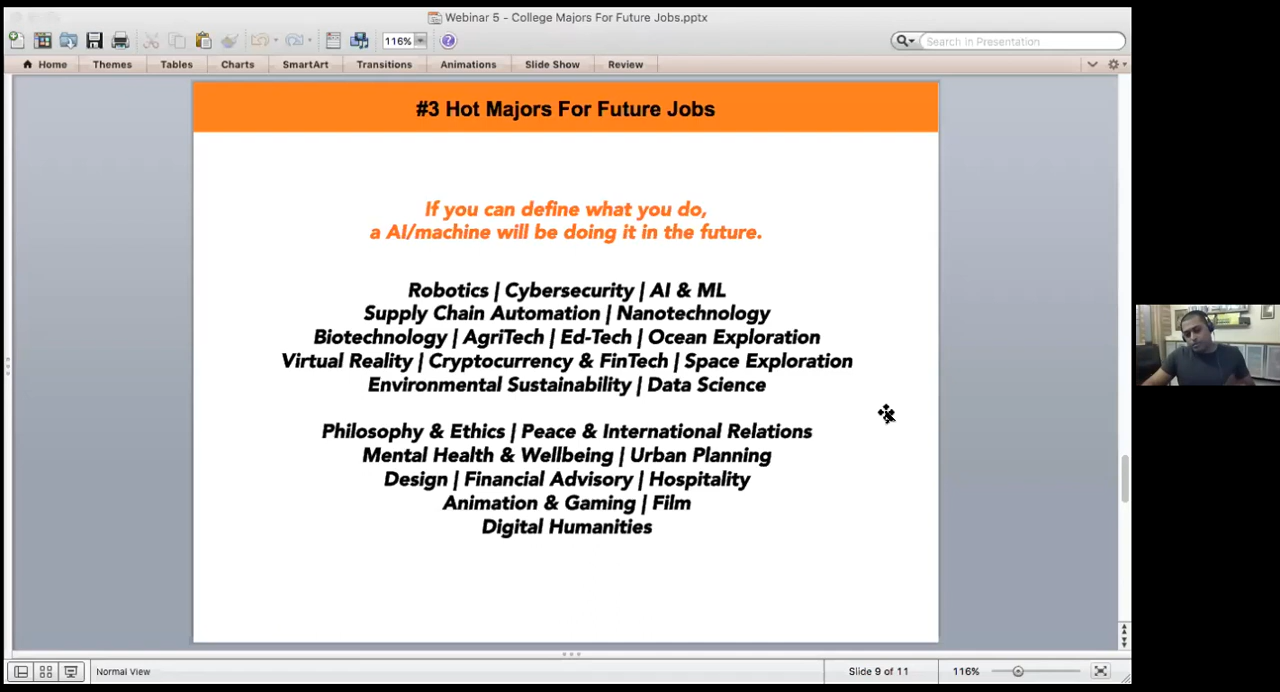 Webinar 5 - College Majors For Future Jobs.pptx
116%
Search in Presentation
Home Themes Tables Charts SmartArt Transitions Animations Slide Show Review
#3 Hot Majors For Future Jobs
If you can define what you do,
a AI/machine will be doing it in the future.
Robotics | Cybersecurity | AI & ML
Supply Chain Automation | Nanotechnology
Biotechnology | AgriTech | Ed-Tech | Ocean Exploration
Virtual Reality | Cryptocurrency & FinTech | Space Exploration
Environmental Sustainability | Data Science
Philosophy & Ethics | Peace & International Relations
Mental Health & Wellbeing | Urban Planning
Design | Financial Advisory | Hospitality
Animation & Gaming | Film
Digital Humanities
Normal View Slide 9 of 11 116%